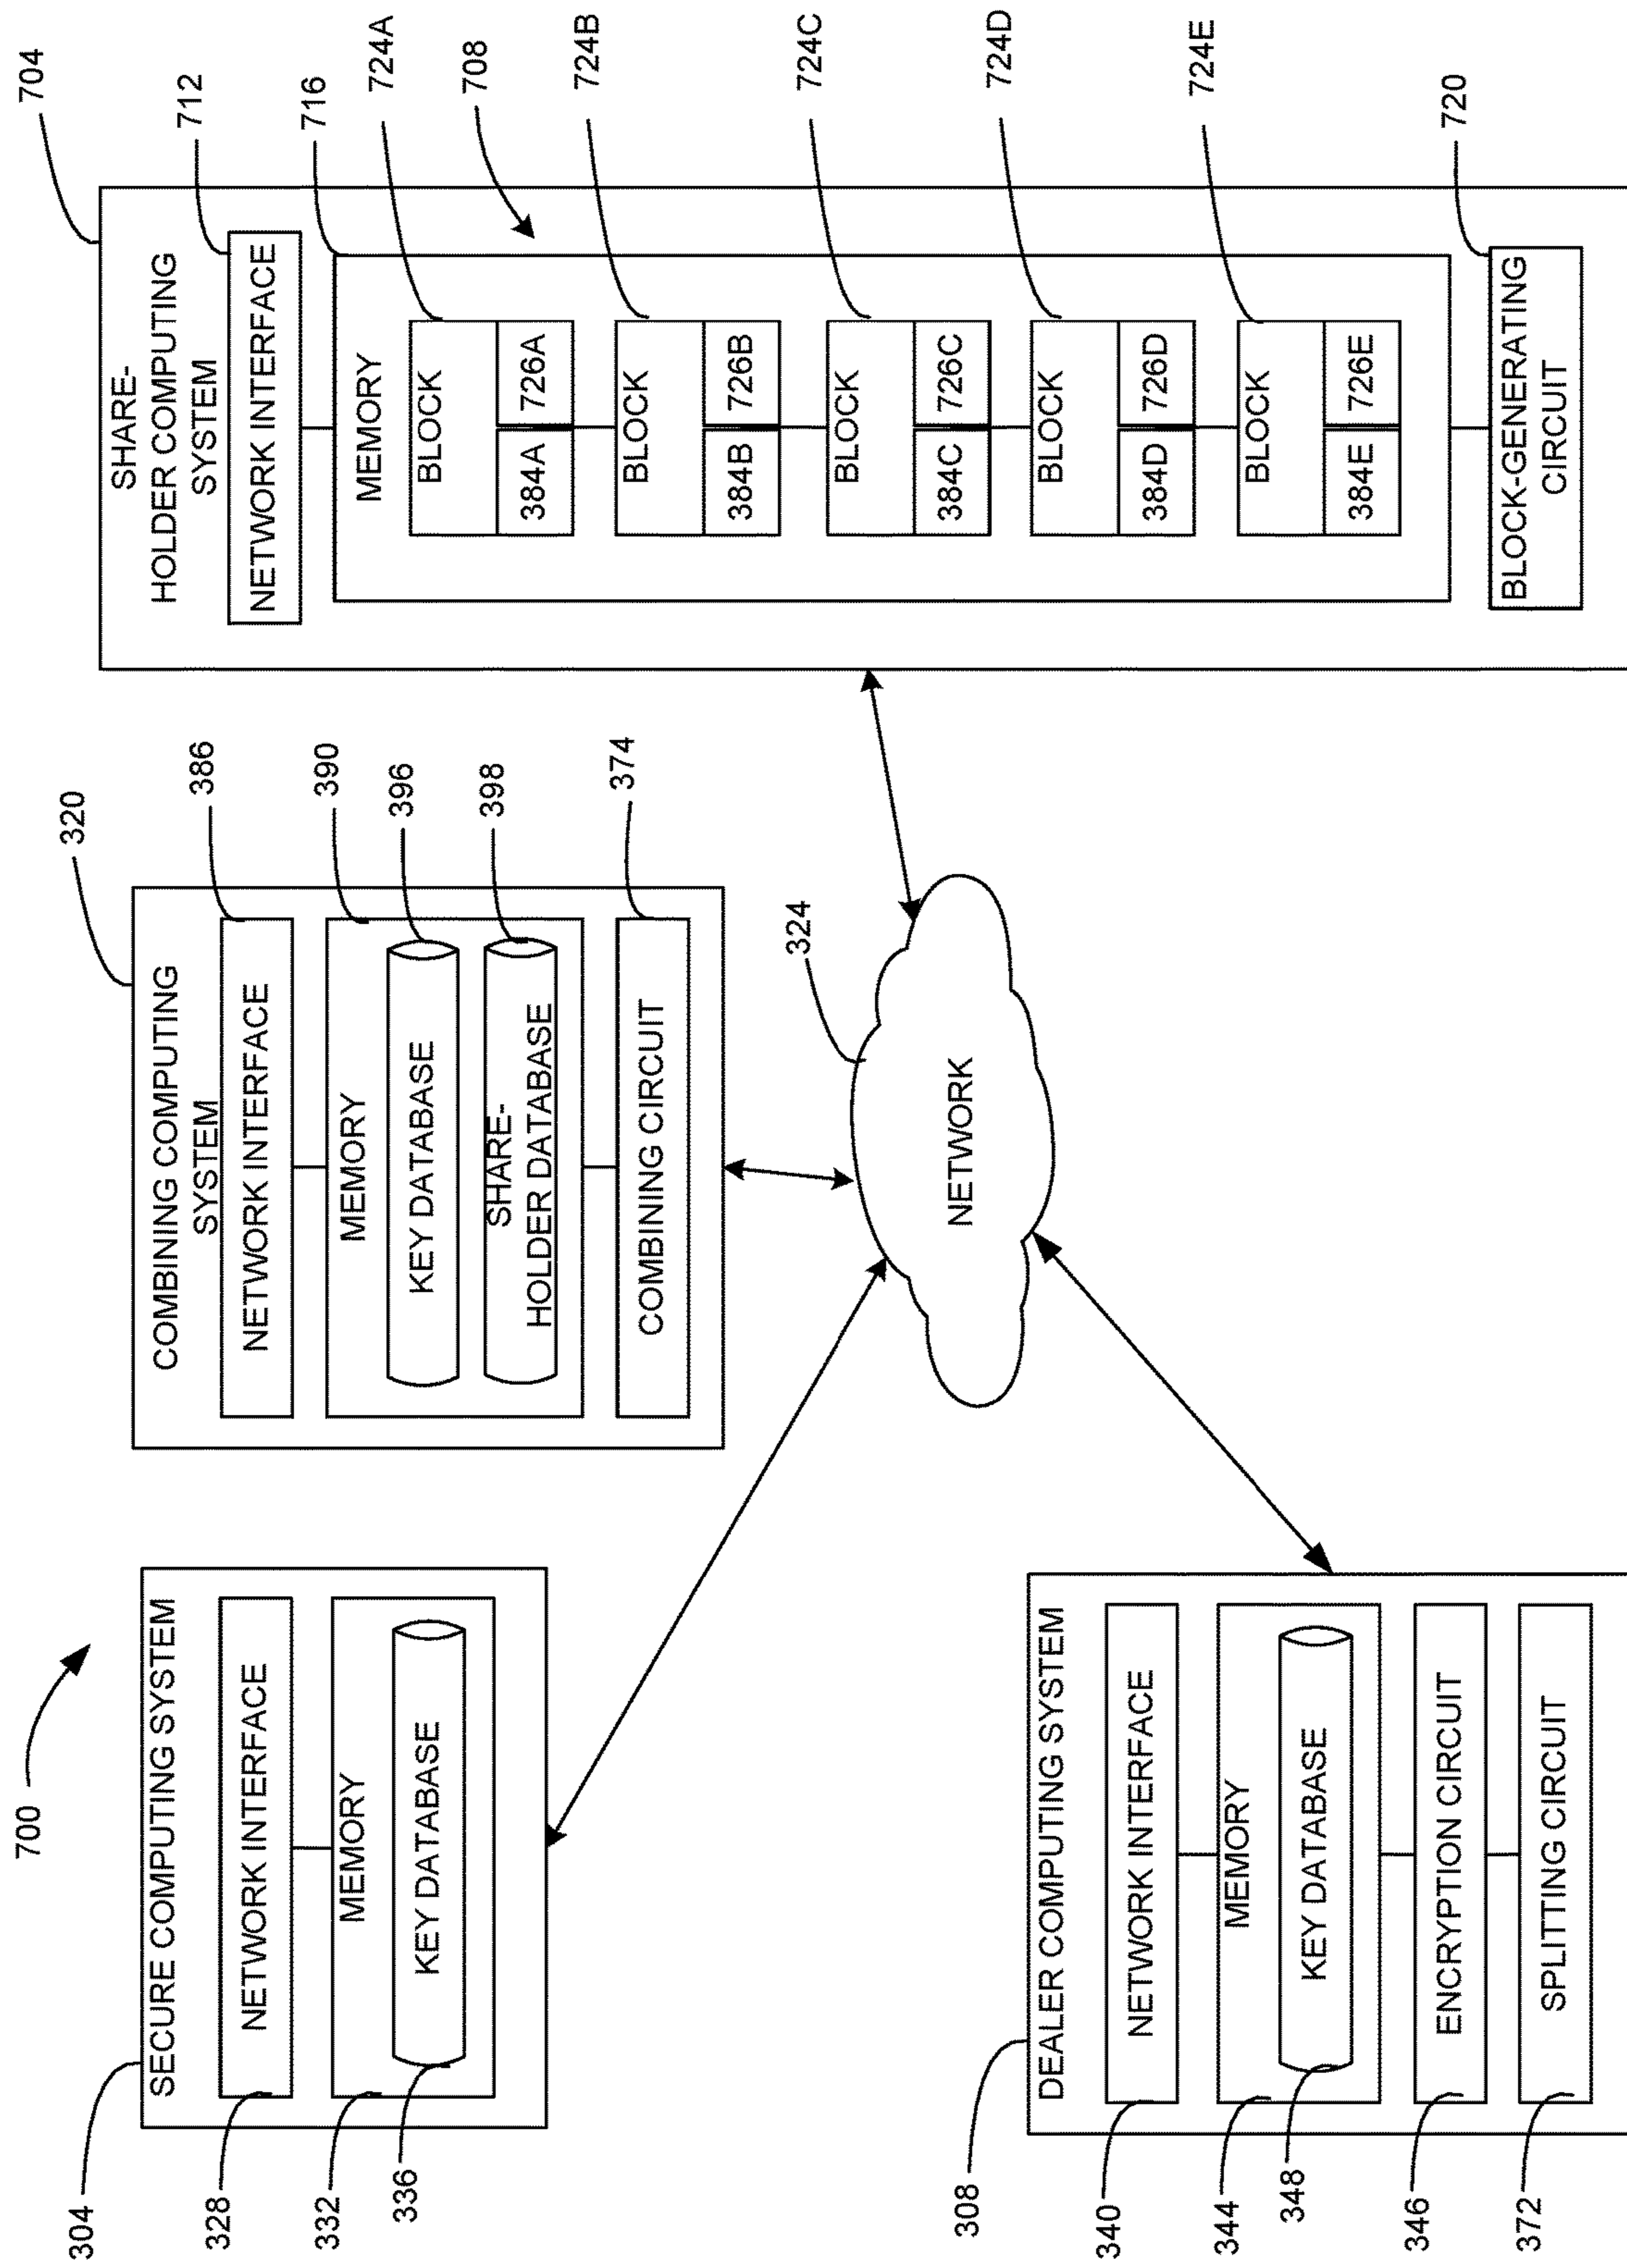 700
304
SECURE COMPUTING SYSTEM
328
NETWORK INTERFACE
332
MEMORY
336
KEY DATABASE
320
COMBINING COMPUTING
SYSTEM
386
NETWORK INTERFACE
390
MEMORY
396
KEY DATABASE
398
SHARE-
HOLDER DATABASE
374
COMBINING CIRCUIT
704
SHARE-
HOLDER COMPUTING
SYSTEM
712
NETWORK INTERFACE
716
MEMORY
708
724A
BLOCK
384A
726A
724B
BLOCK
384B
726B
724C
BLOCK
384C
726C
724D
BLOCK
384D
726D
724E
BLOCK
384E
726E
720
BLOCK-GENERATING
CIRCUIT
324
NETWORK
308
DEALER COMPUTING SYSTEM
340
NETWORK INTERFACE
344
MEMORY
348
KEY DATABASE
346
ENCRYPTION CIRCUIT
372
SPLITTING CIRCUIT